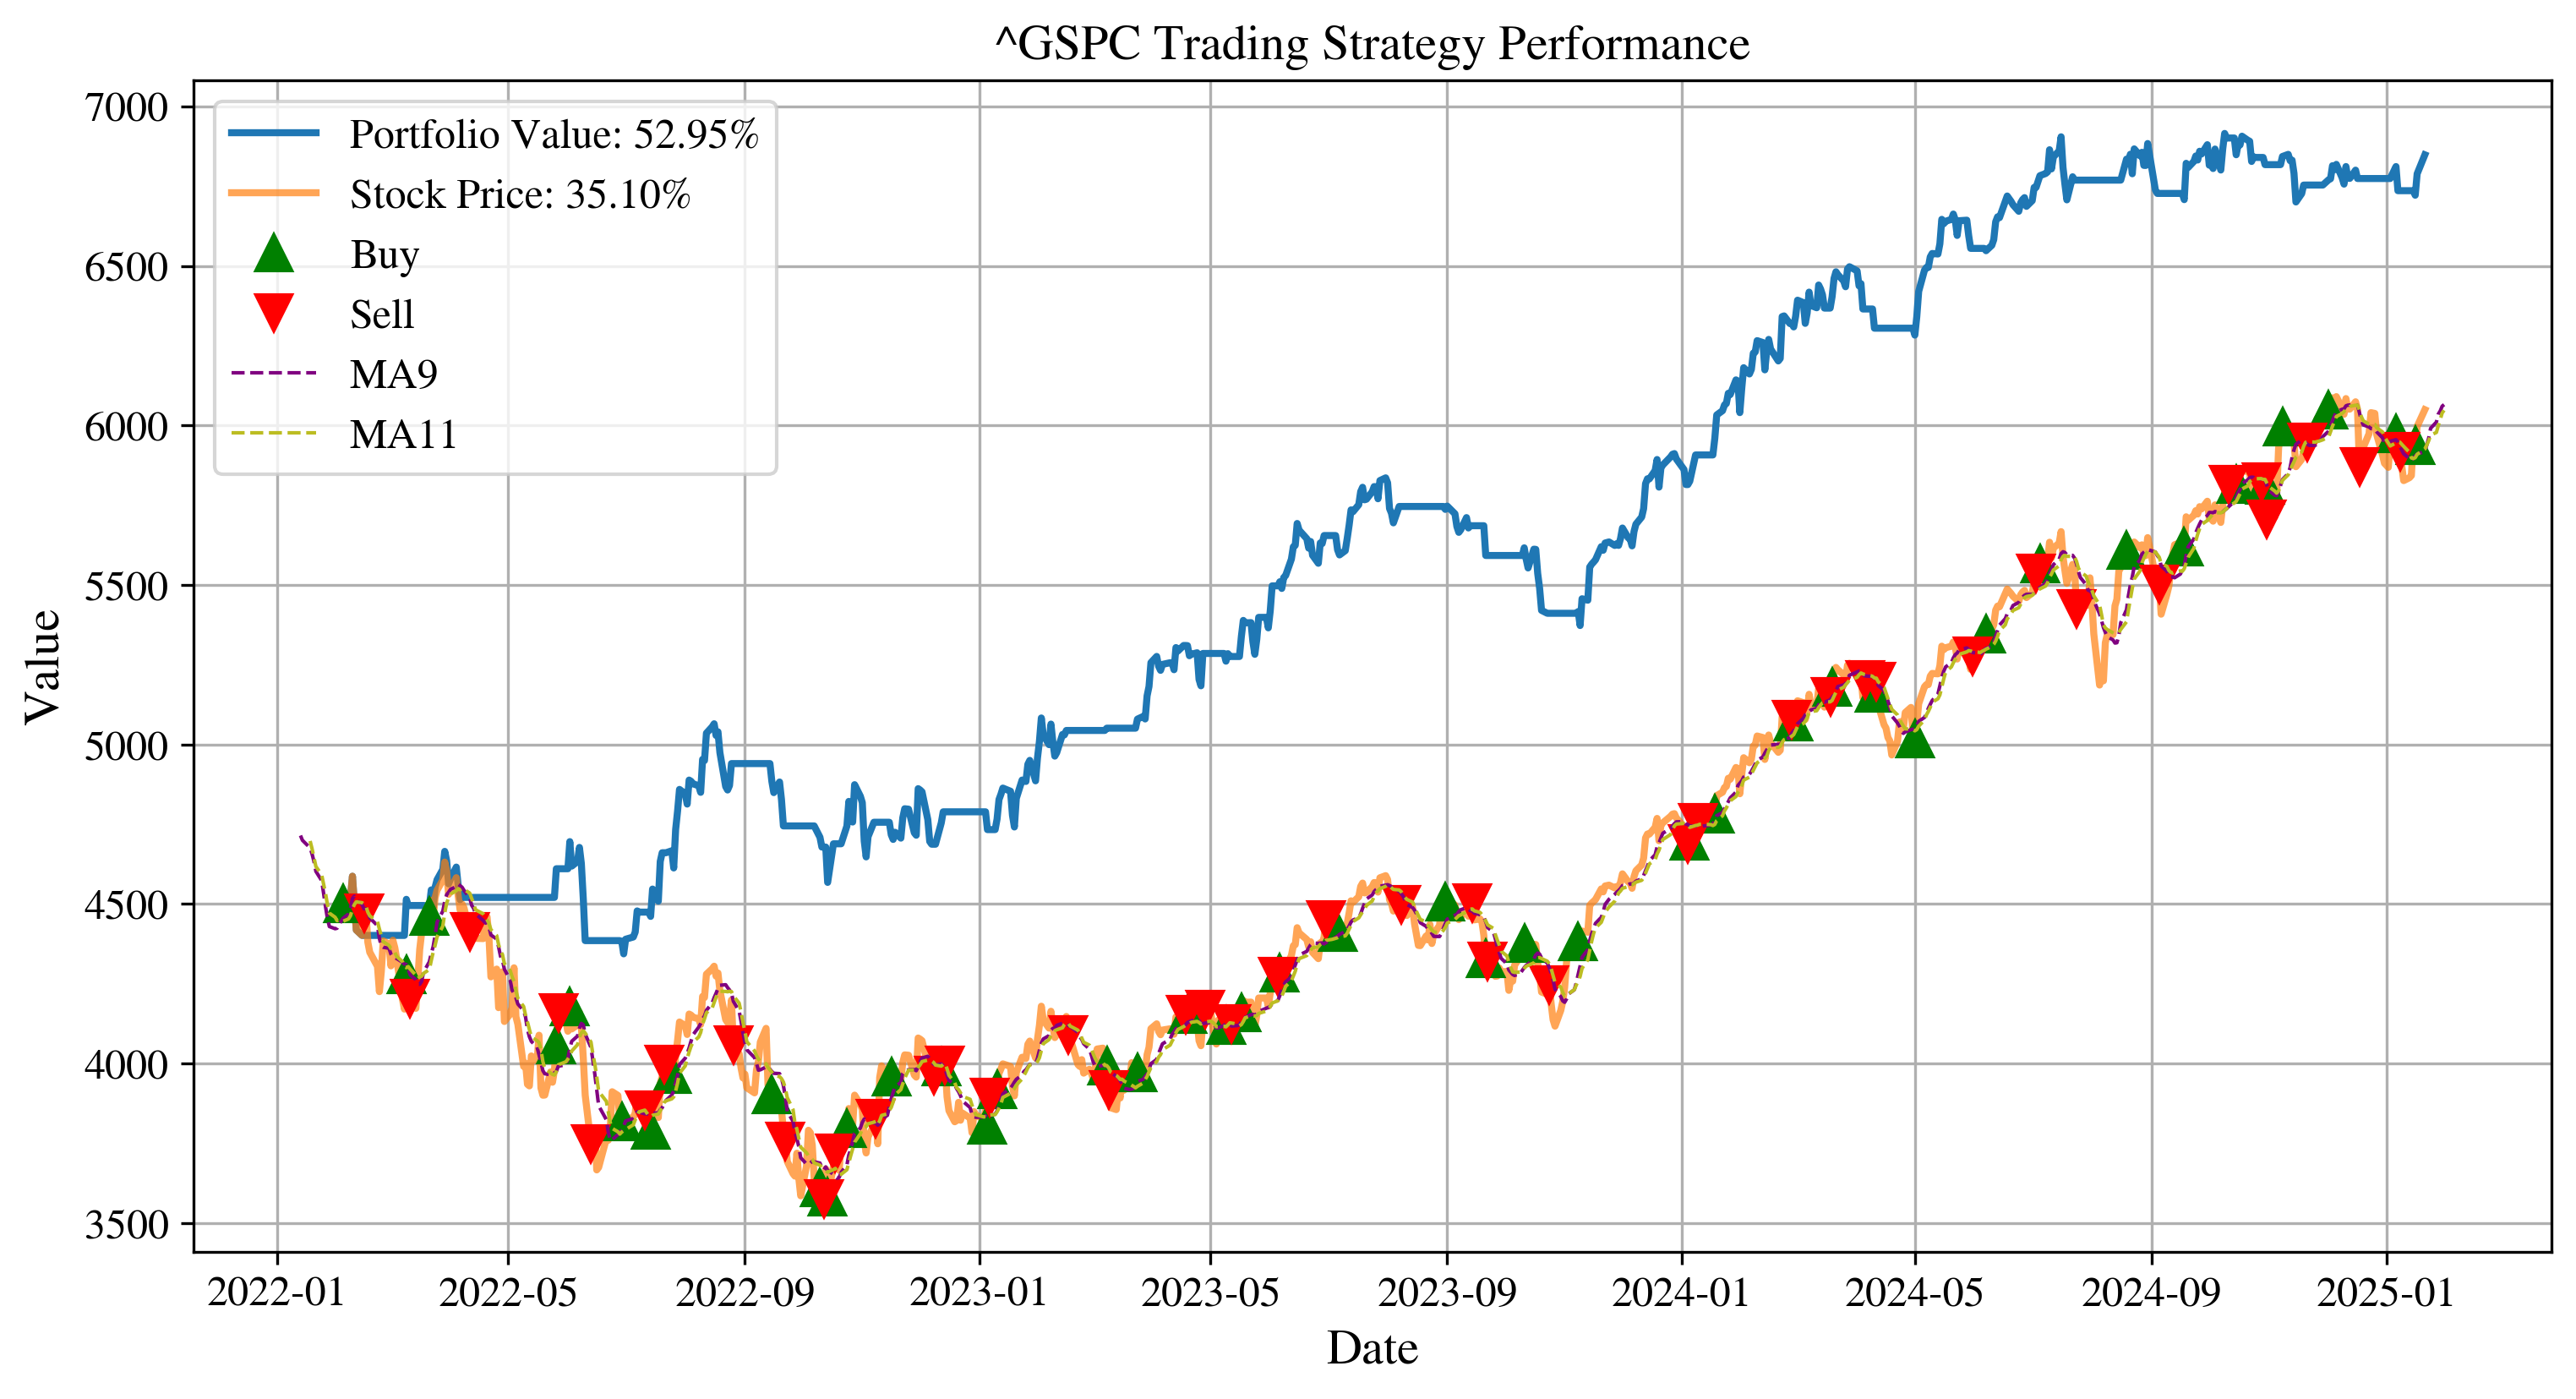 ^GSPC Trading Strategy Performance
7000
6500
6000
5500
5000
4500
4000
3500
Value
Portfolio Value: 52.95%
Stock Price: 35.10%
Buy
Sell
MA9
MA11
2022-01 2022-05 2022-09 2023-01 2023-05 2023-09 2024-01 2024-05 2024-09 2025-01
Date